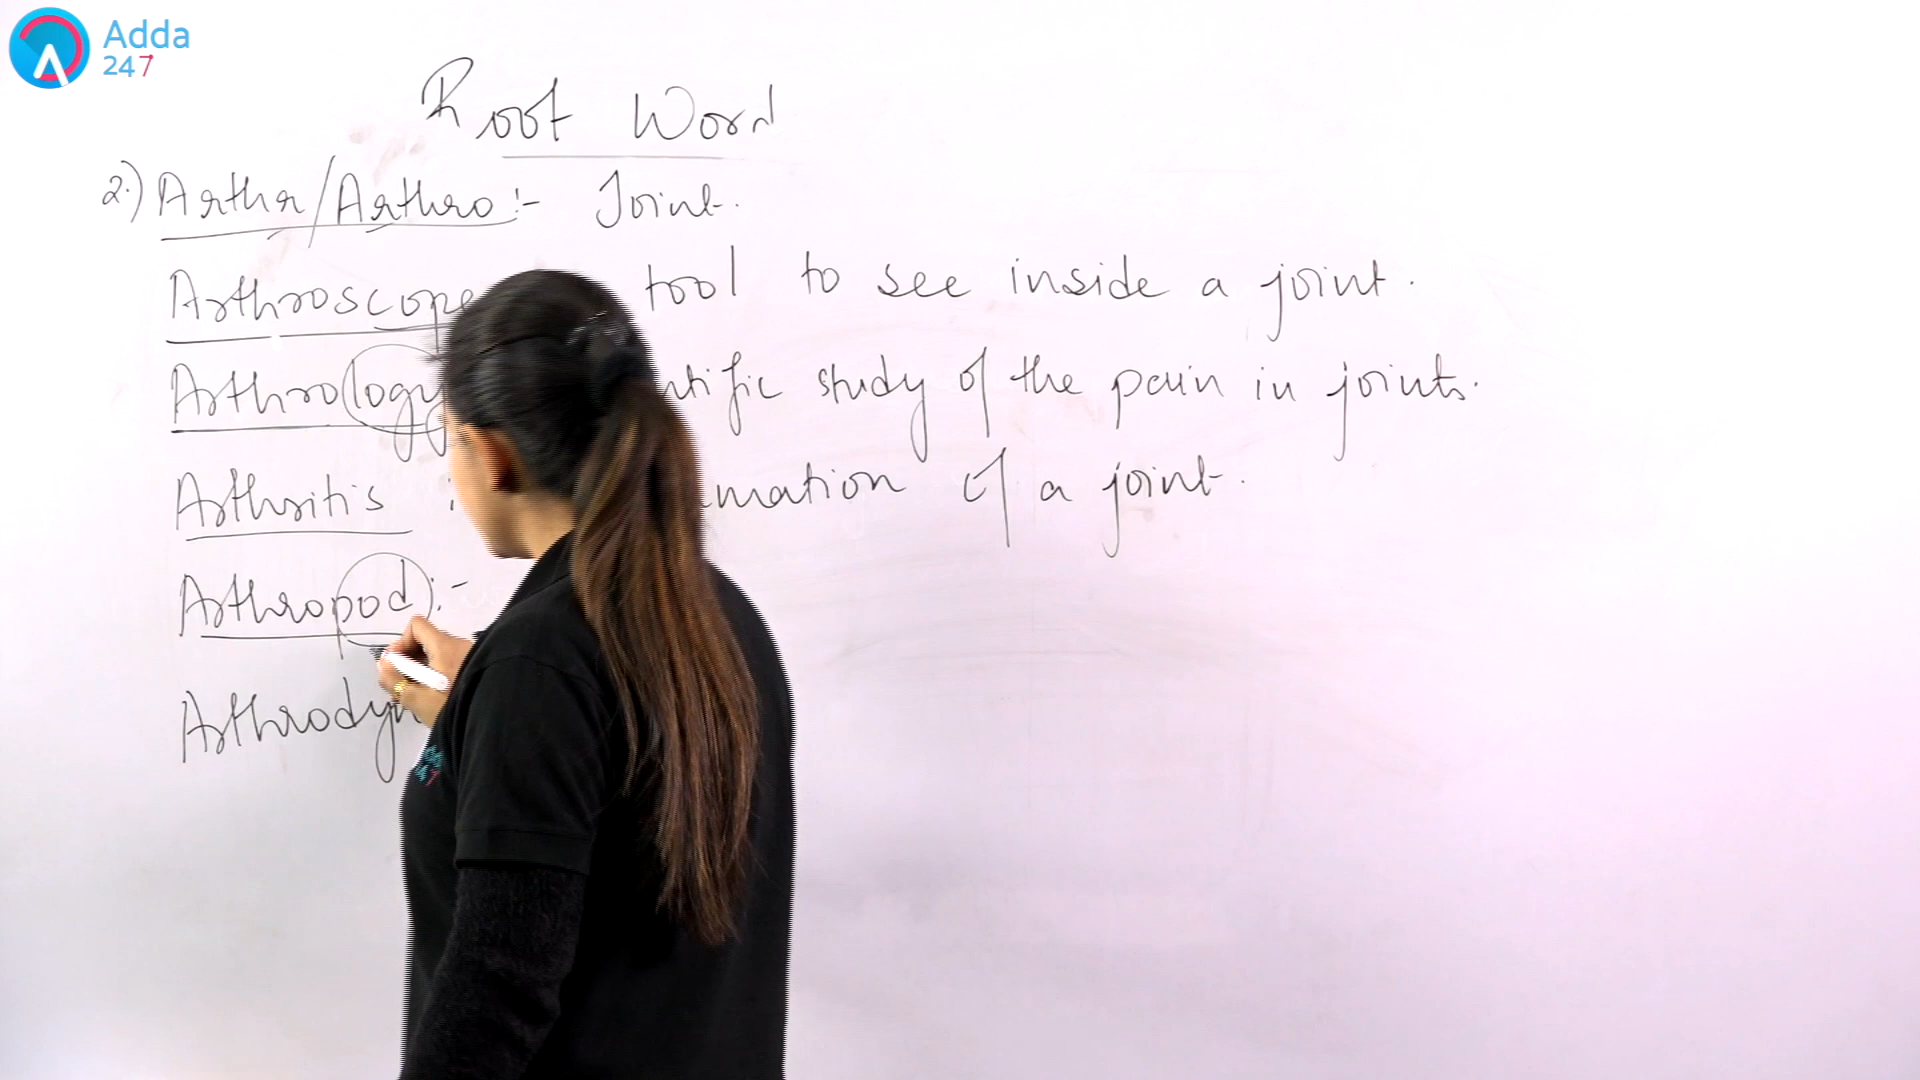 Adda
247
Root Word
2.) Arthr/Arthro :- Joint.
Arthroscope tool to see inside a joint.
Arthrology study of the pain in joints.
Arthritis : of a joint.
Arthropod :-